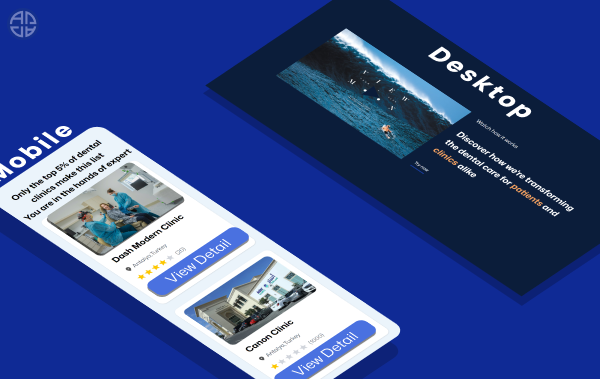 Mobile
Only the top 5% of dental
clinics make this list
You are in the hands of expert
Dash Modern Clinic
Antalya,Turkey
(20)
View Detail
Canon Clinic
Antalya,Turkey
(1000)
View Detail
Desktop
VIEW
Watch how it works
Discover how we're transforming
the dental care for patients and
clinics alike
Try now